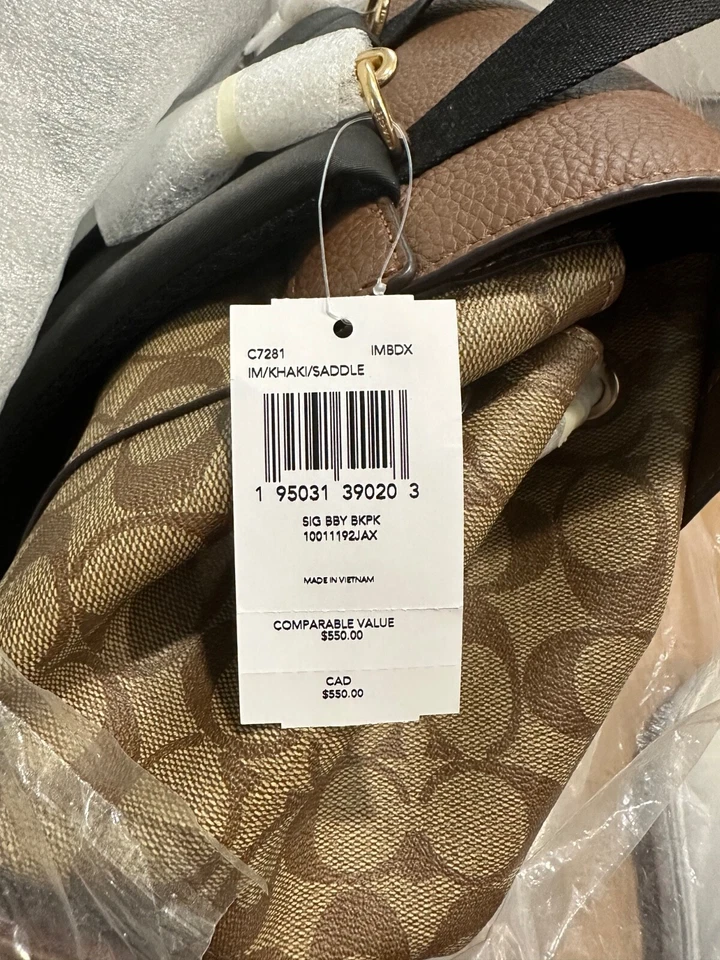 C7281 IMBDX
IM/KHAKI/SADDLE
1 95031 39020 3
SIG BBY BKPK
10011192JAX
MADE IN VIETNAM
COMPARABLE VALUE
$550.00
CAD
$550.00